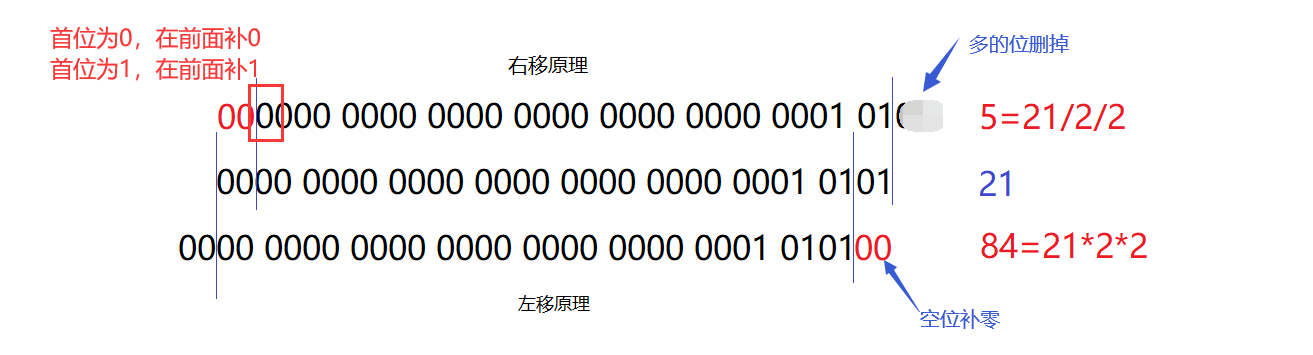 首位为0，在前面补0
首位为1，在前面补1
多的位删掉
右移原理
000000 0000 0000 0000 0000 0000 0001 01 5=21/2/2
0000 0000 0000 0000 0000 0000 0001 0101 21
0000 0000 0000 0000 0000 0000 0001 010100 84=21*2*2
左移原理
空位补零